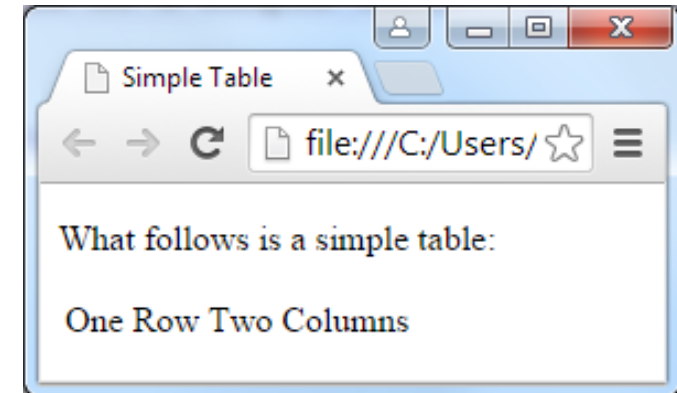 Simple Table
file:///C:/Users/
What follows is a simple table:
One Row Two Columns